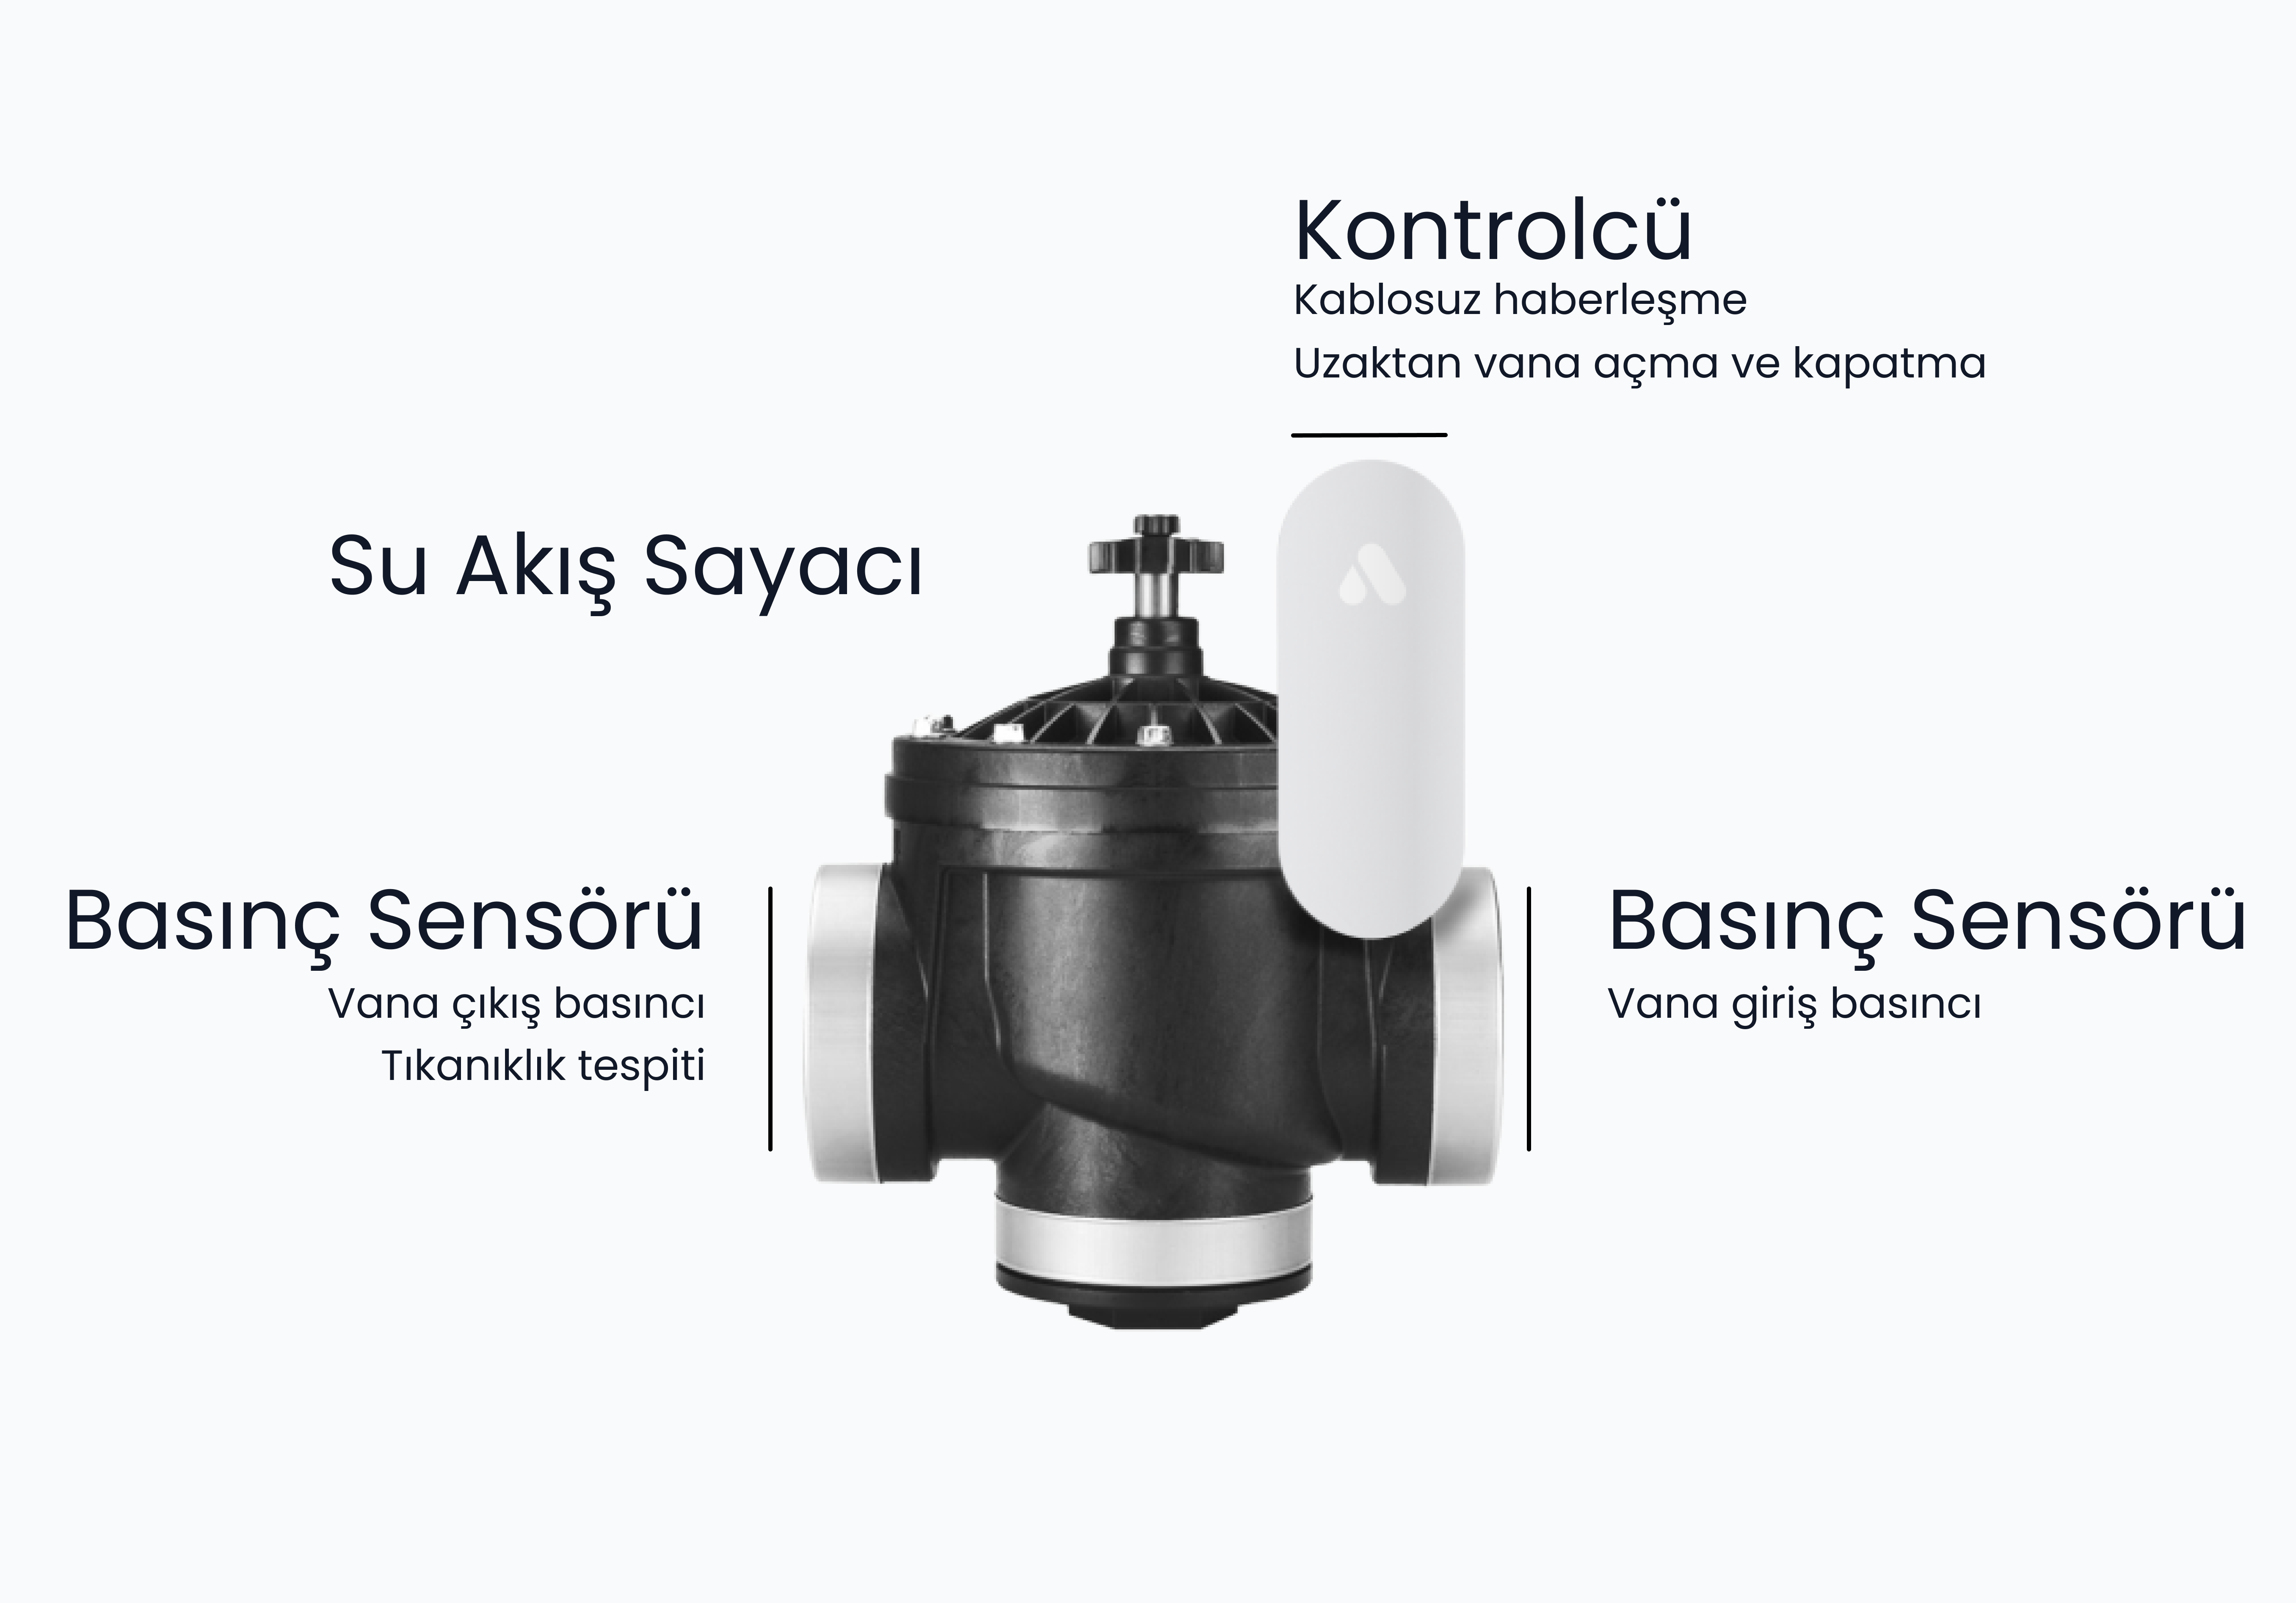 Kontrolcü
Kablosuz haberleşme
Uzaktan vana açma ve kapatma
Su Akış Sayacı
Basınç Sensörü
Vana çıkış basıncı
Tıkanıklık tespiti
Basınç Sensörü
Vana giriş basıncı